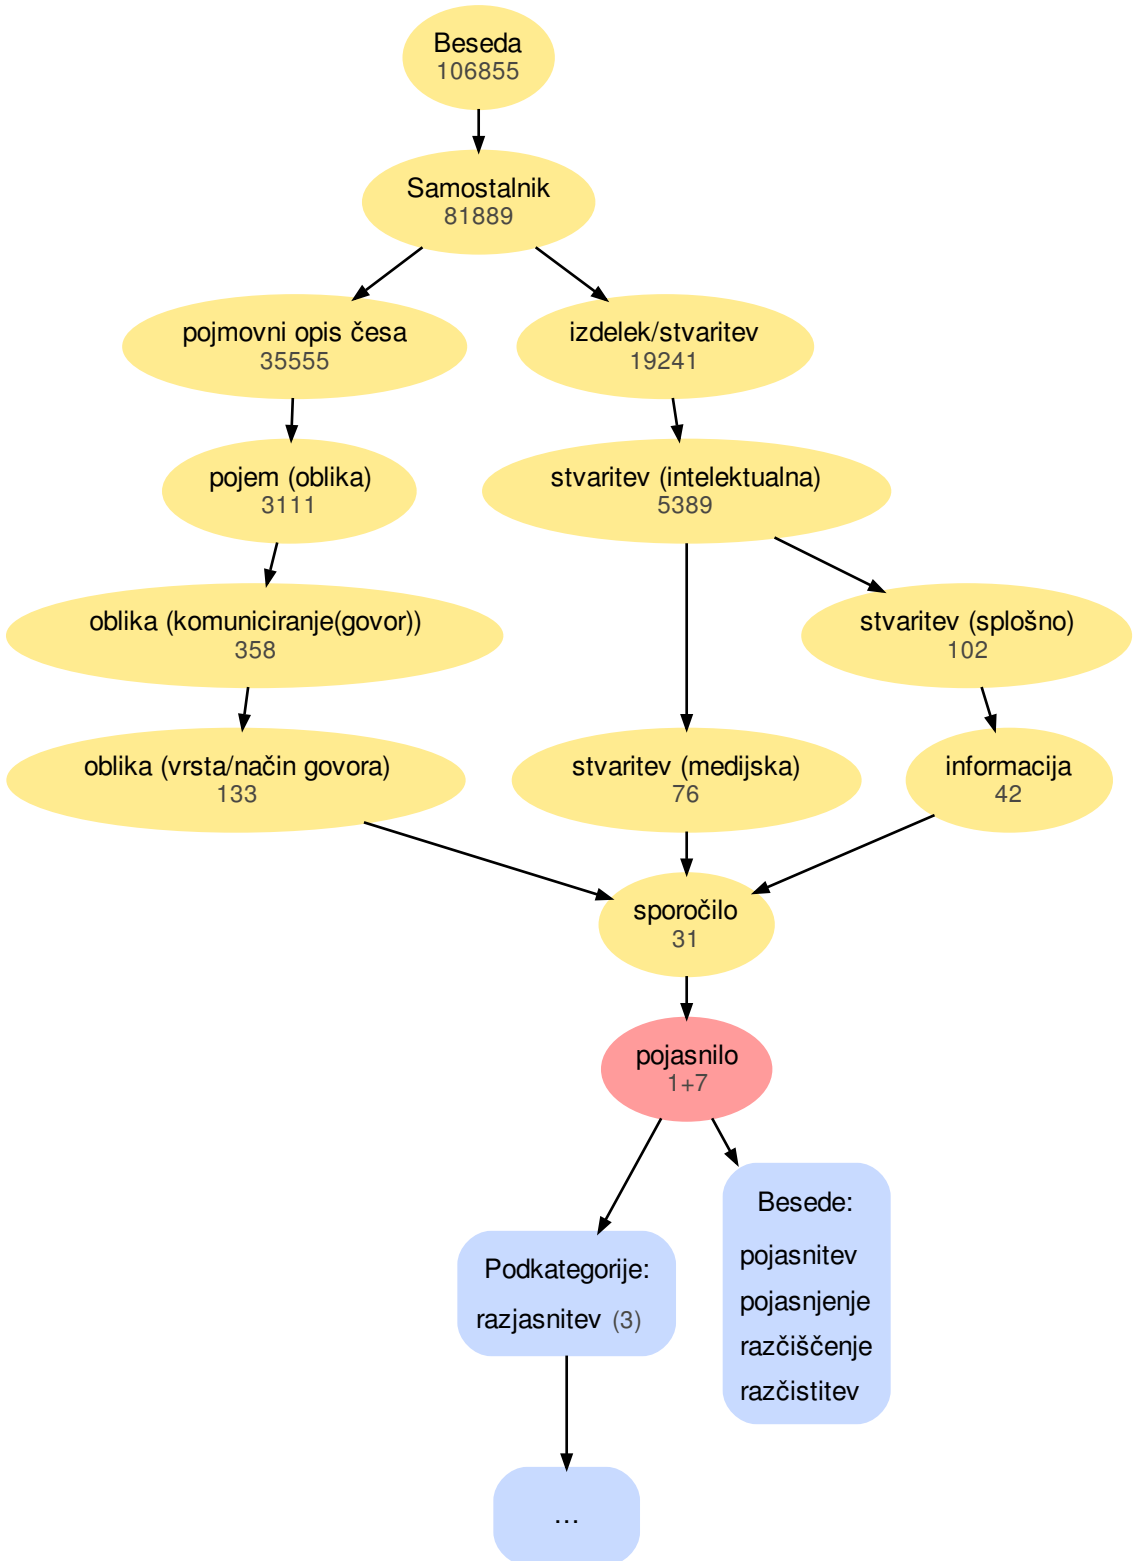 Beseda
106855
Samostalnik
81889
pojmovni opis česa
35555
izdelek/stvaritev
19241
pojem (oblika)
3111
stvaritev (intelektualna)
5389
oblika (komuniciranje(govor))
358
stvaritev (splošno)
102
oblika (vrsta/način govora)
133
stvaritev (medijska)
76
informacija
42
sporočilo
31
pojasnilo
1+7
Podkategorije:
razjasnitev (3)
Besede:
pojasnitev
pojasnjenje
razčiščenje
razčistitev
...